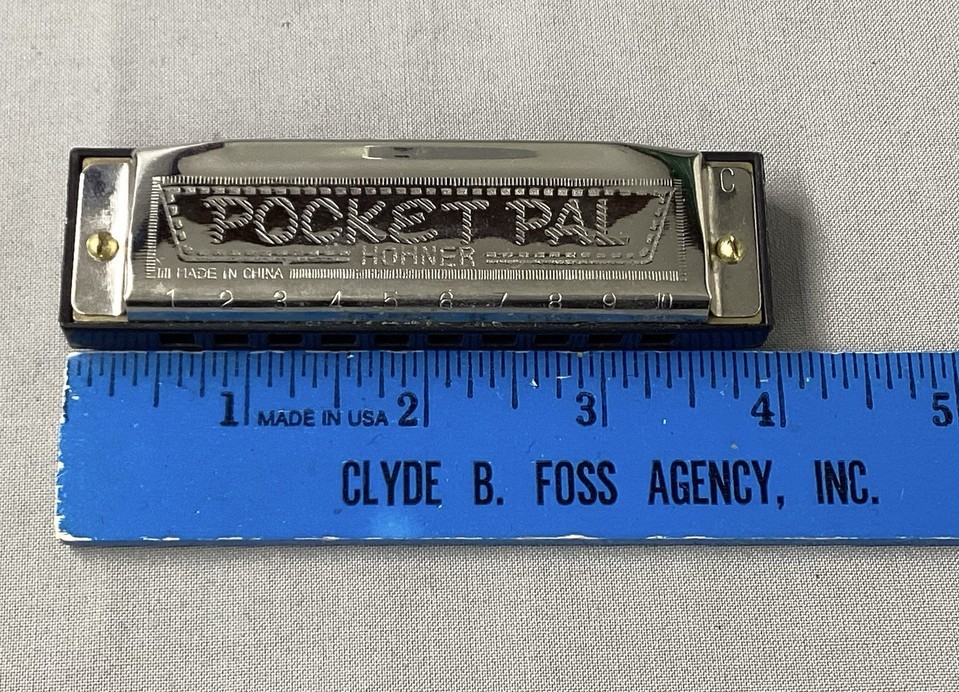 C
POCKET PAL
HOHNER
MADE IN CHINA
1 2 3 4 5 6 7 8 9 10
1 MADE IN USA 2 3 4 5
CLYDE B. FOSS AGENCY, INC.